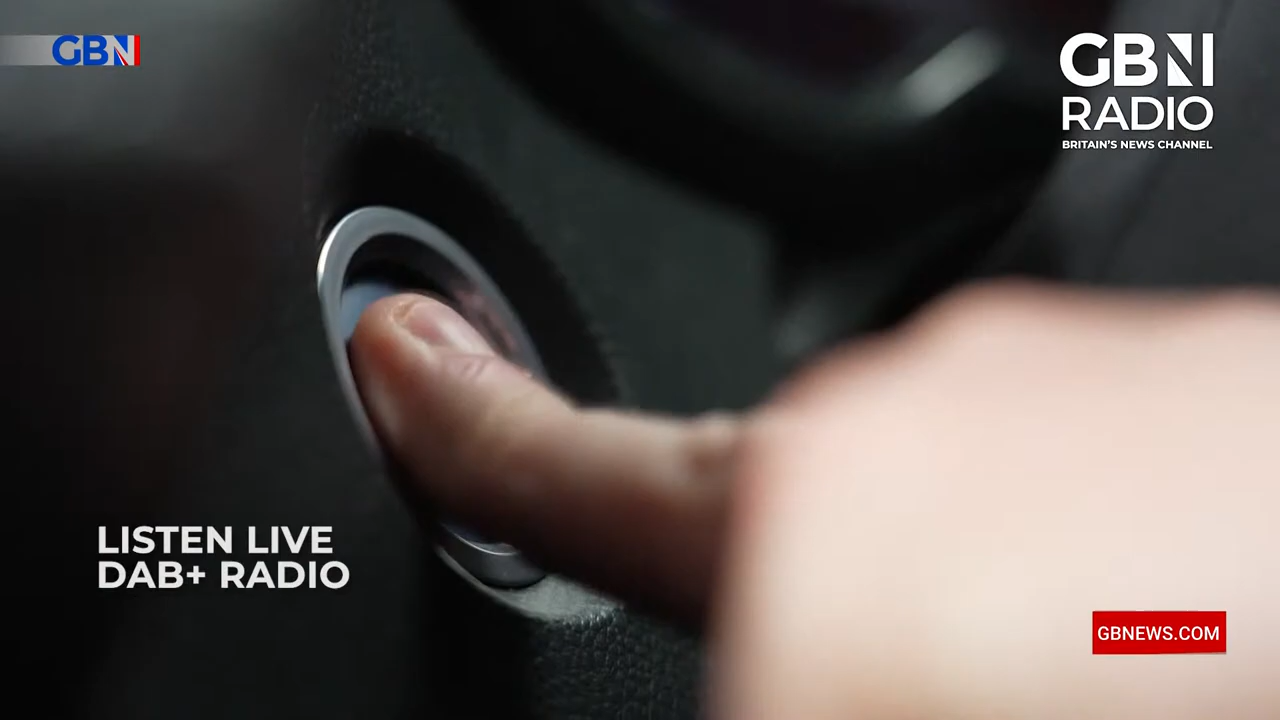 GBN
GBN
RADIO
BRITAIN'S NEWS CHANNEL
LISTEN LIVE
DAB+ RADIO
GBNEWS.COM